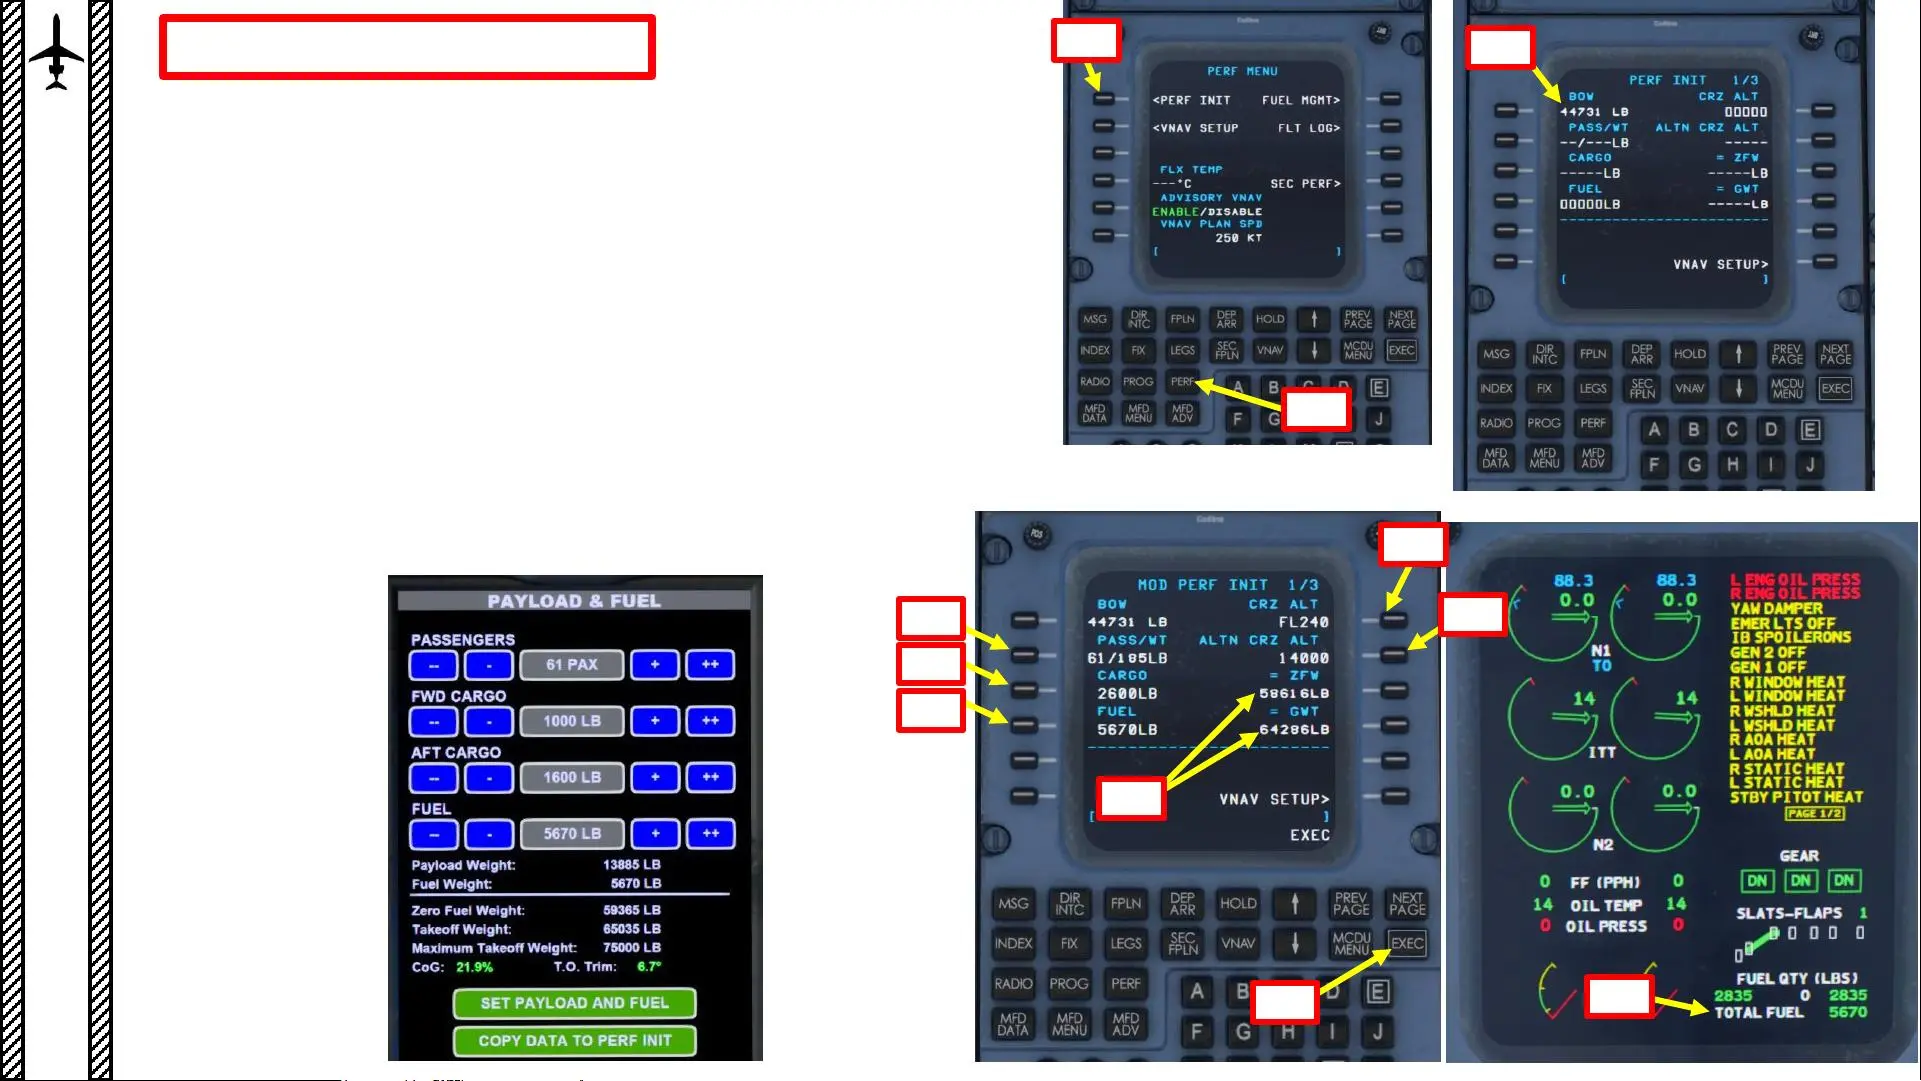 Collins
PERF MENU
<PERF INIT FUEL MGMT>
<VNAV SETUP FLT LOG>
FLX TEMP
---°C SEC PERF>
ADVISORY VNAV
ENABLE/DISABLE
VNAV PLAN SPD
250 KT
[ ]
MSG DIR INTC FPLN DEP ARR HOLD ↑ PREV PAGE NEXT PAGE
INDEX FIX LEGS SEC FPLN VNAV ↓ MCDU MENU EXEC
RADIO PROG PERF A B C D E
MFD DATA MFD MENU MFD ADV F G J
Collins
BRT
PERF INIT 1/3
BOW CRZ ALT
44731 LB ▯▯▯▯▯
PASS/WT ALTN CRZ ALT
--/---LB -----
CARGO = ZFW
-----LB -----LB
FUEL = GWT
▯▯▯▯▯LB -----LB
------------------------
VNAV SETUP>
[ ]
MSG DIR INTC FPLN DEP ARR HOLD ↑ PREV PAGE NEXT PAGE
INDEX FIX LEGS SEC FPLN VNAV ↓ MCDU MENU EXEC
RADIO PROG PERF A B C D E
MFD DATA MFD MENU MFD ADV F G H I J
PAYLOAD & FUEL
PASSENGERS
-- - 61 PAX + ++
FWD CARGO
-- - 1000 LB + ++
AFT CARGO
-- - 1600 LB + ++
FUEL
-- - 5670 LB + ++
Payload Weight: 13885 LB
Fuel Weight: 5670 LB
Zero Fuel Weight: 59365 LB
Takeoff Weight: 65035 LB
Maximum Takeoff Weight: 75000 LB
CoG: 21.9% T.O. Trim: 6.7°
SET PAYLOAD AND FUEL
COPY DATA TO PERF INIT
Collins
POS
MOD PERF INIT 1/3
BOW CRZ ALT
44731 LB FL240
PASS/WT ALTN CRZ ALT
61/185LB 14000
CARGO = ZFW
2600LB 58616LB
FUEL = GWT
5670LB 64286LB
------------------------
VNAV SETUP>
[ ]
EXEC
MSG DIR INTC FPLN DEP ARR HOLD ↑ PREV PAGE NEXT PAGE
INDEX FIX LEGS SEC FPLN VNAV ↓ MCDU MENU EXEC
RADIO PROG PERF A B D E
MFD DATA MFD MENU MFD ADV F G H I J
88.3 88.3
0.0 0.0
N1
TO
14 14
ITT
0.0 0.0
N2
0 FF (PPH) 0
14 OIL TEMP 14
0 OIL PRESS 0
L ENG OIL PRESS
R ENG OIL PRESS
YAW DAMPER
EMER LTS OFF
IB SPOILERONS
GEN 2 OFF
GEN 1 OFF
R WINDOW HEAT
L WINDOW HEAT
R WSHLD HEAT
L WSHLD HEAT
R AOA HEAT
L AOA HEAT
R STATIC HEAT
L STATIC HEAT
STBY PITOT HEAT
PAGE 1/2
GEAR
DN DN DN
SLATS-FLAPS 1
FUEL QTY (LBS)
2835 0 2835
TOTAL FUEL 5670